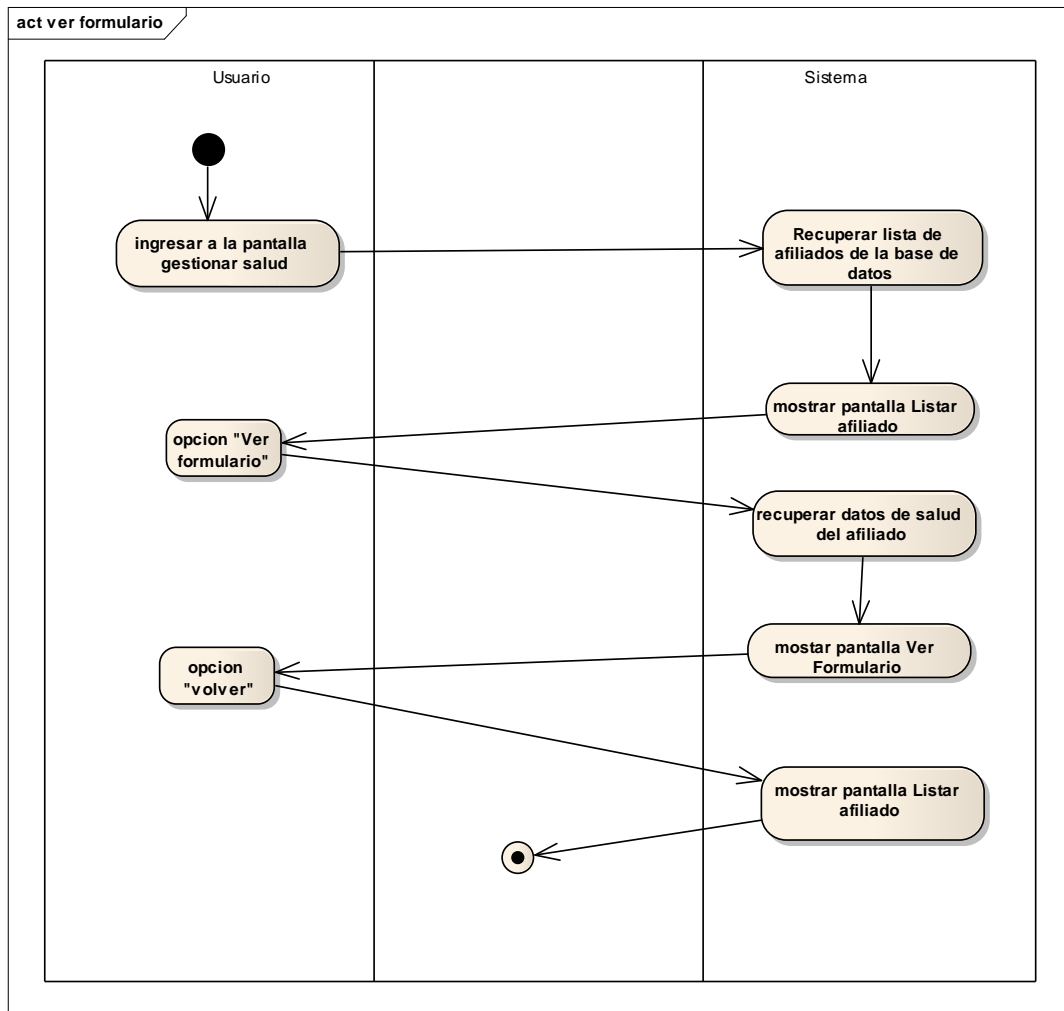 act ver formulario
Usuario
Sistema
ingresar a la pantalla
gestionar salud
Recuperar lista de
afiliados de la base de
datos
mostrar pantalla Listar
afiliado
opcion "Ver
formulario"
recuperar datos de salud
del afiliado
mostar pantalla Ver
Formulario
opcion
"volver"
mostrar pantalla Listar
afiliado